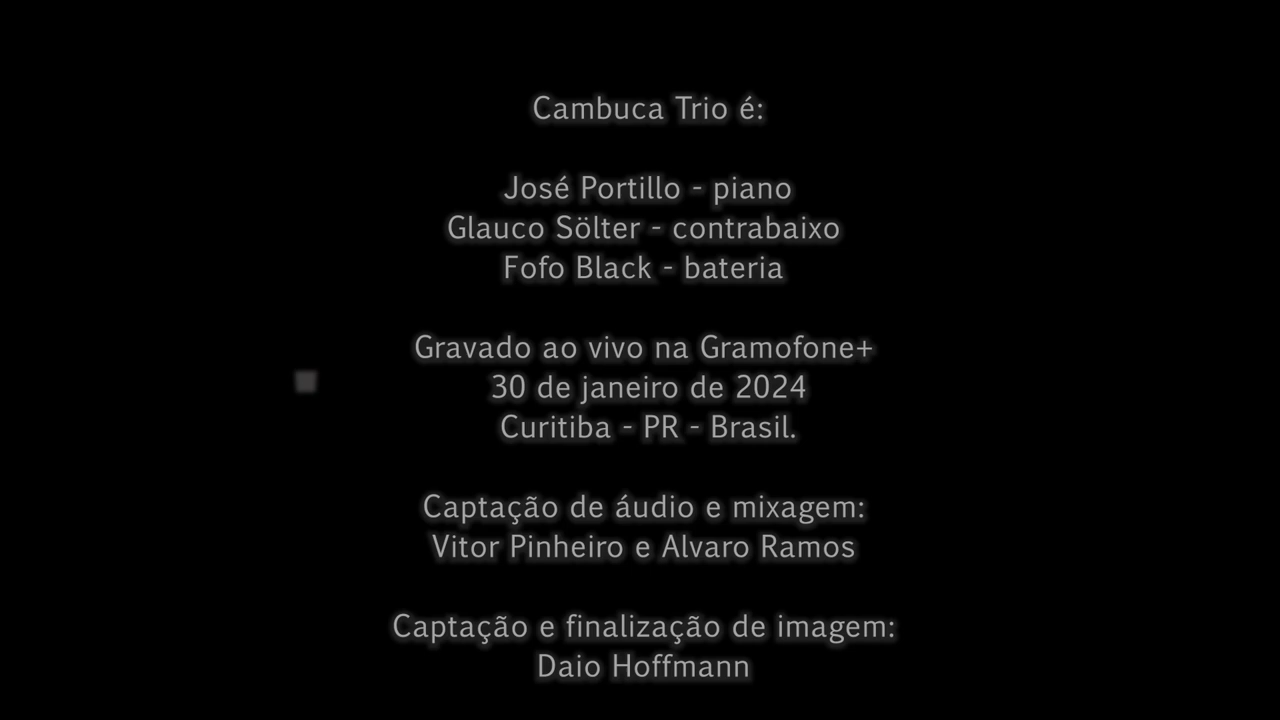 Cambuca Trio é:
José Portillo - piano
Glauco Sölter - contrabaixo
Fofo Black - bateria
Gravado ao vivo na Gramofone+
30 de janeiro de 2024
Curitiba - PR - Brasil.
Captação de áudio e mixagem:
Vitor Pinheiro e Alvaro Ramos
Captação e finalização de imagem:
Daio Hoffmann